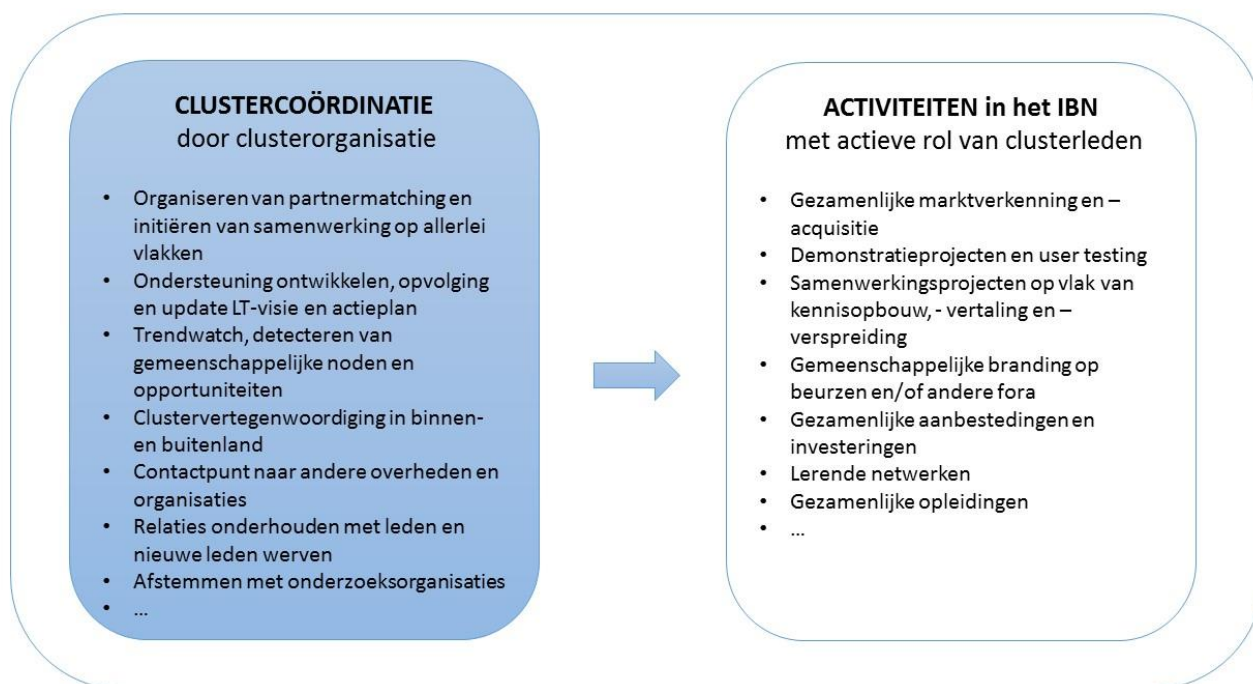 CLUSTERCOÖRDINATIE
door clusterorganisatie
• Organiseren van partnermatching en
initiëren van samenwerking op allerlei
vlakken
• Ondersteuning ontwikkelen, opvolging
en update LT-visie en actieplan
• Trendwatch, detecteren van
gemeenschappelijke noden en
opportuniteiten
• Clustervertegenwoordiging in binnen-
en buitenland
• Contactpunt naar andere overheden en
organisaties
• Relaties onderhouden met leden en
nieuwe leden werven
• Afstemmen met onderzoeksorganisaties
• ...
ACTIVITEITEN in het IBN
met actieve rol van clusterleden
• Gezamenlijke marktverkenning en –
acquisitie
• Demonstratieprojecten en user testing
• Samenwerkingsprojecten op vlak van
kennisopbouw, - vertaling en –
verspreiding
• Gemeenschappelijke branding op
beurzen en/of andere fora
• Gezamenlijke aanbestedingen en
investeringen
• Lerende netwerken
• Gezamenlijke opleidingen
• ...